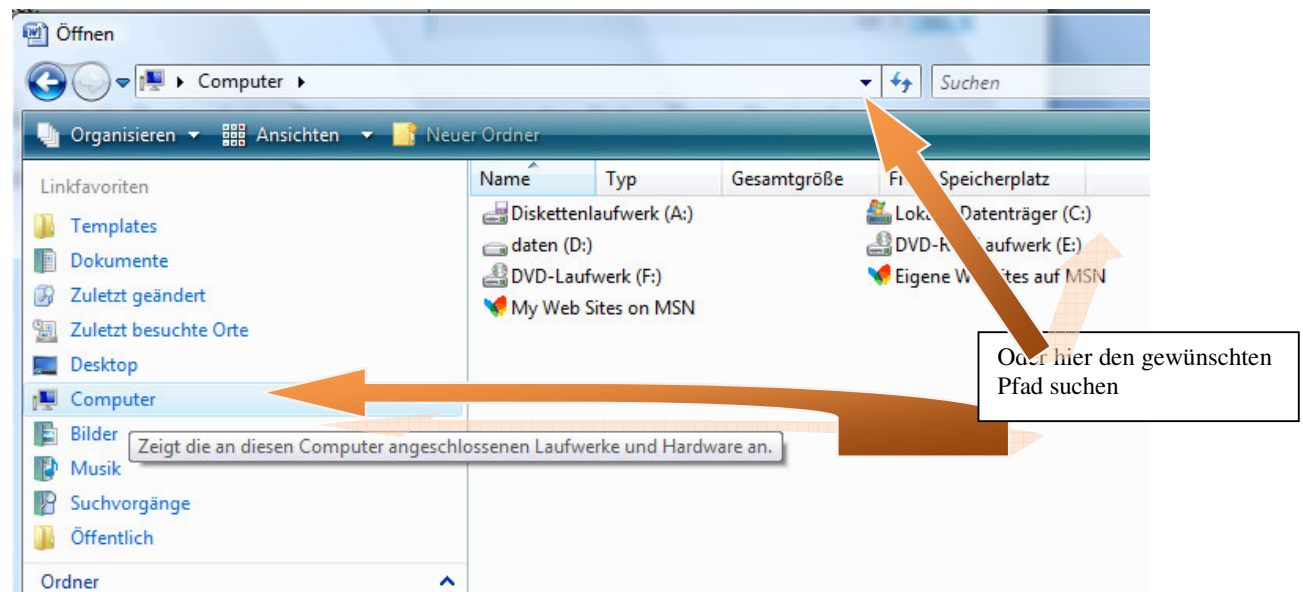 Öffnen
Computer
Suchen
Organisieren Ansichten Neuer Ordner
Linkfavoriten
Templates
Dokumente
Zuletzt geändert
Zuletzt besuchte Orte
Desktop
Computer
Bilder
Musik
Suchvorgänge
Öffentlich
Ordner
Name Typ Gesamtgröße Speicherplatz
Diskettenlaufwerk (A:) Datenträger (C:)
daten (D:) (E:)
DVD-Laufwerk (F:) Eigene auf MSN
My Web Sites on MSN
Zeigt die an diesen Computer angeschlossenen Laufwerke und Hardware an.
Oder hier den gewünschten
Pfad suchen